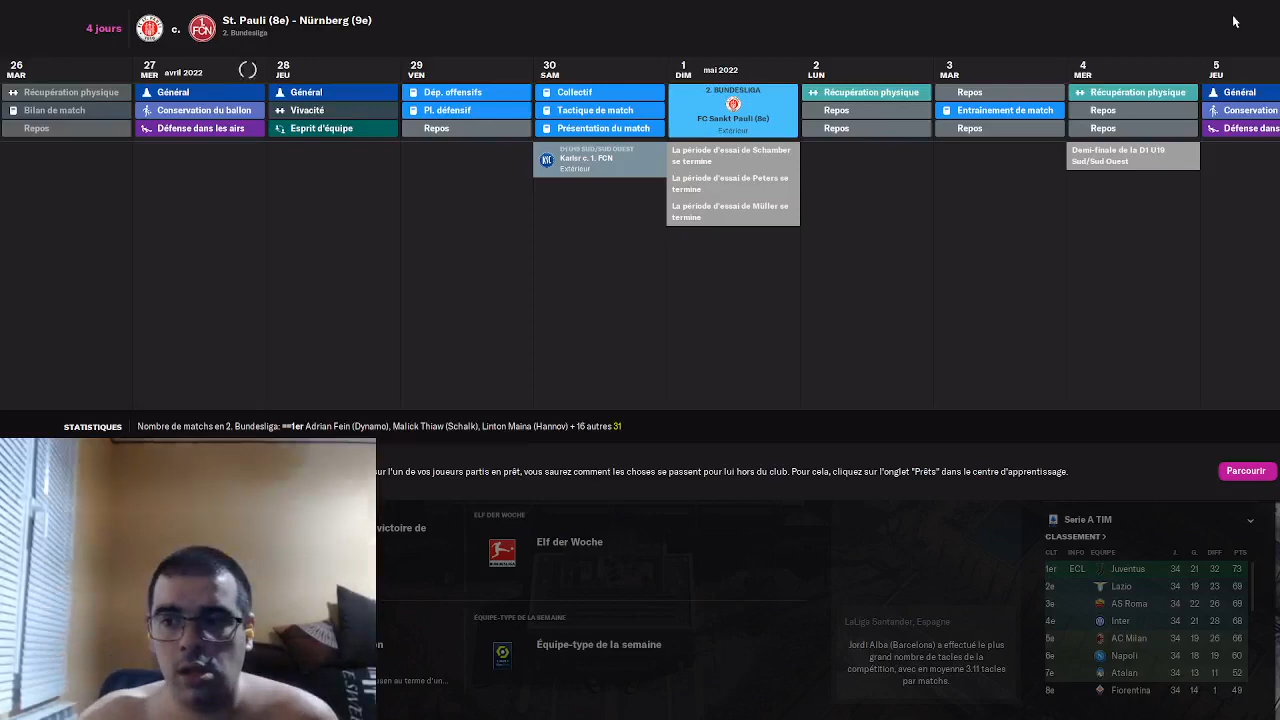 4 jours
c.
St. Pauli (8e) - Nürnberg (9e)
2. Bundesliga
26 MAR
27 MER avril 2022
28 JEU
29 VEN
30 SAM
1 DIM mai 2022
2 LUN
3 MAR
4 MER
5 JEU
Récupération physique
Général
Général
Dép. offensifs
Collectif
2. BUNDESLIGA
Récupération physique
Repos
Récupération physique
Général
Bilan de match
Conservation du ballon
Vivacité
Pl. défensif
Tactique de match
FC Sankt Pauli (8e)
Repos
Entraînement de match
Repos
Conservation
Repos
Défense dans les airs
Esprit d'équipe
Repos
Présentation du match
Extérieur
Repos
Repos
Repos
Défense dans
D1 U19 SUD/SUD OUEST
Karlsr c. 1. FCN
Extérieur
La période d'essai de Schamber
se termine
La période d'essai de Peters se
termine
La période d'essai de Müller se
termine
Demi-finale de la D1 U19
Sud/Sud Ouest
STATISTIQUES
Nombre de matchs en 2. Bundesliga: ==1er Adrian Fein (Dynamo), Malick Thiaw (Schalk), Linton Maina (Hannov) + 16 autres 31
sur l'un de vos joueurs partis en prêt, vous saurez comment les choses se passent pour lui hors du club. Pour cela, cliquez sur l'onglet "Prêts" dans le centre d'apprentissage.
Parcourir
victoire de
ELF DER WOCHE
Elf der Woche
ÉQUIPE-TYPE DE LA SEMAINE
Équipe-type de la semaine
usen au terme d'un...
LaLiga Santander, Espagne
Jordi Alba (Barcelona) a effectué le plus
grand nombre de tacles de la
compétition, avec en moyenne 3.11 tacles
par matchs.
Serie A TIM
CLASSEMENT >
CLT INFO EQUIPE J. G. DIFF PTS
1er ECL Juventus 34 21 32 73
2e Lazio 34 19 23 69
3e AS Roma 34 22 26 69
4e Inter 34 21 28 68
5e AC Milan 34 19 26 66
6e Napoli 34 18 19 60
7e Atalan 34 13 11 52
8e Fiorentina 34 14 1 49